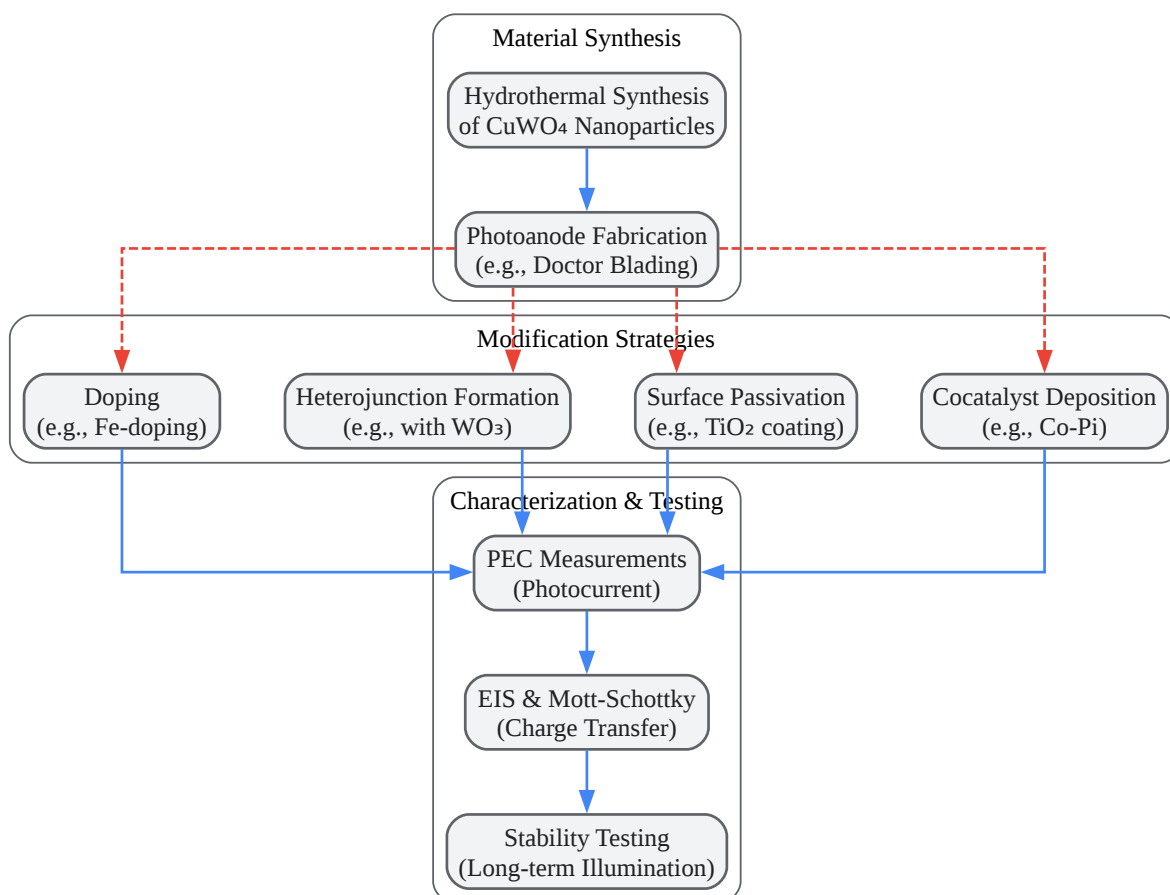 Material Synthesis
Hydrothermal Synthesis
of CuWO₄ Nanoparticles
Photoanode Fabrication
(e.g., Doctor Blading)
Modification Strategies
Doping
(e.g., Fe-doping)
Heterojunction Formation
(e.g., with WO₃)
Surface Passivation
(e.g., TiO₂ coating)
Cocatalyst Deposition
(e.g., Co-Pi)
Characterization & Testing
PEC Measurements
(Photocurrent)
EIS & Mott-Schottky
(Charge Transfer)
Stability Testing
(Long-term Illumination)